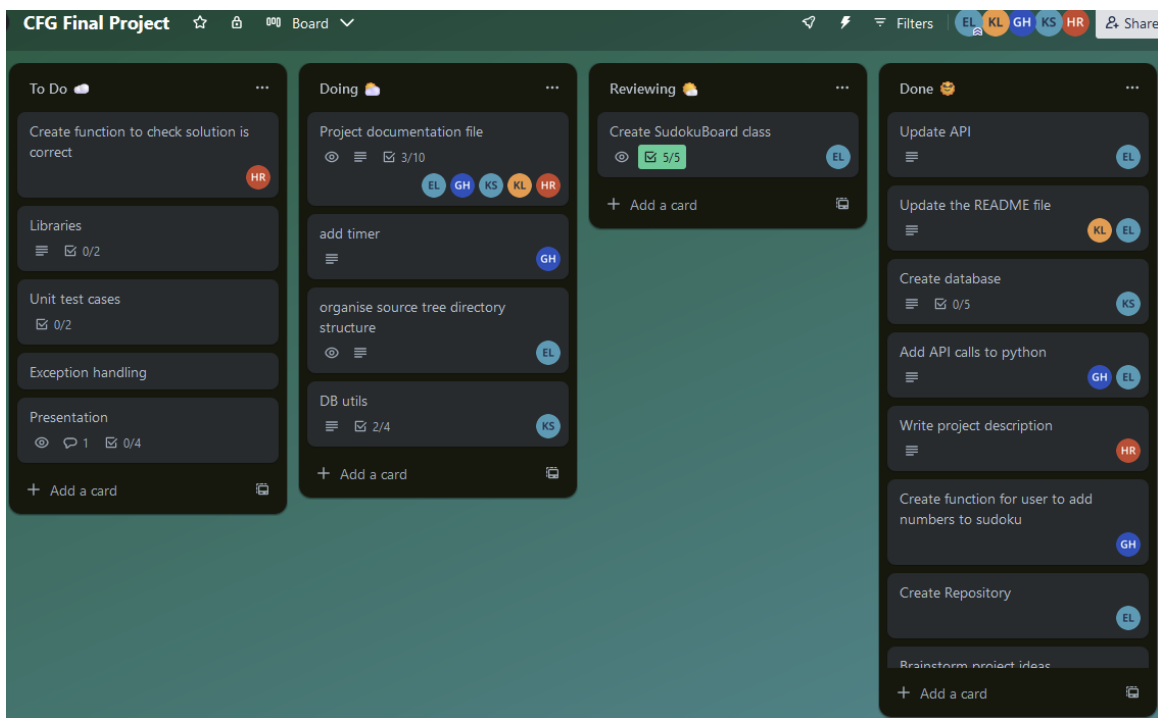 CFG Final Project
Board
Filters
EL
KL
GH
KS
HR
Share
To Do
Create function to check solution is
correct
HR
Libraries
0/2
Unit test cases
0/2
Exception handling
Presentation
1
0/4
+ Add a card
Doing
Project documentation file
3/10
EL
GH
KS
KL
HR
add timer
GH
organise source tree directory
structure
EL
DB utils
2/4
KS
+ Add a card
Reviewing
Create SudokuBoard class
5/5
EL
+ Add a card
Done
Update API
EL
Update the README file
KL
EL
Create database
0/5
KS
Add API calls to python
GH
EL
Write project description
HR
Create function for user to add
numbers to sudoku
GH
Create Repository
EL
Brainstorm project ideas
+ Add a card